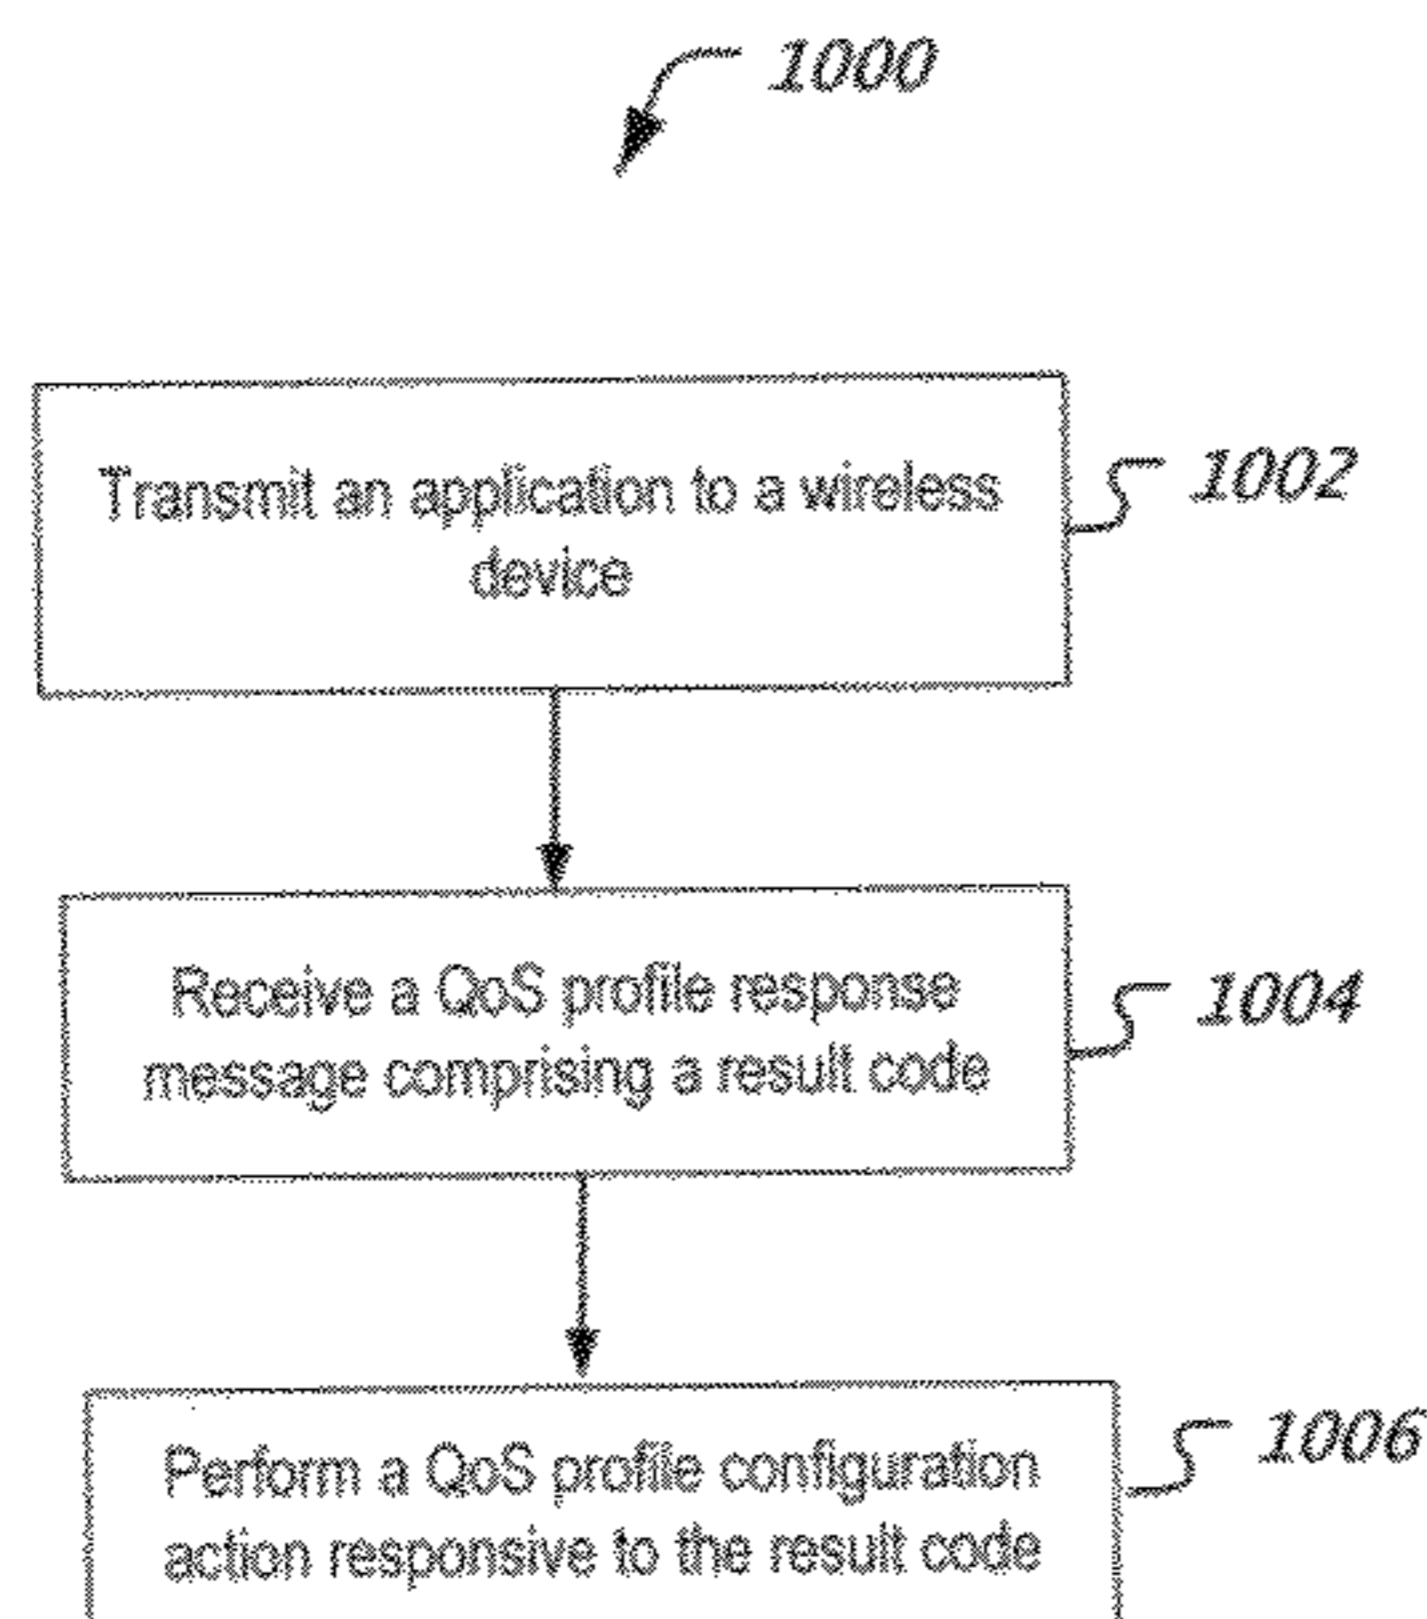 1000
Transmit an application to a wireless
device
1002
Receive a QoS profile response
message comprising a result code
1004
Perform a QoS profile configuration
action responsive to the result code
1006